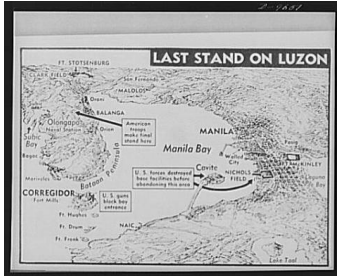 LAST STAND ON LUZON
FT. STOTSENBURG
CLARK FIELD
San Fernando
MALOLOS
Orani
BALANGA
Olongapo
Naval Station
Orion
American
troops
make final
stand here
MANILA
Subic
Bay
Manila Bay
Walled
City
Pasig
Bagac
Bataan Peninsula
Cavite
NICHOLS
FIELD
McKINLEY
U.S. forces destroyed
base facilities before
abandoning this area
Laguna
Bay
Mariveles
CORREGIDOR
Fort Mills
U.S. guns
block bay
entrance
Ft. Hughes
Ft. Drum
Ft. Frank
NAIC
Lake Taal